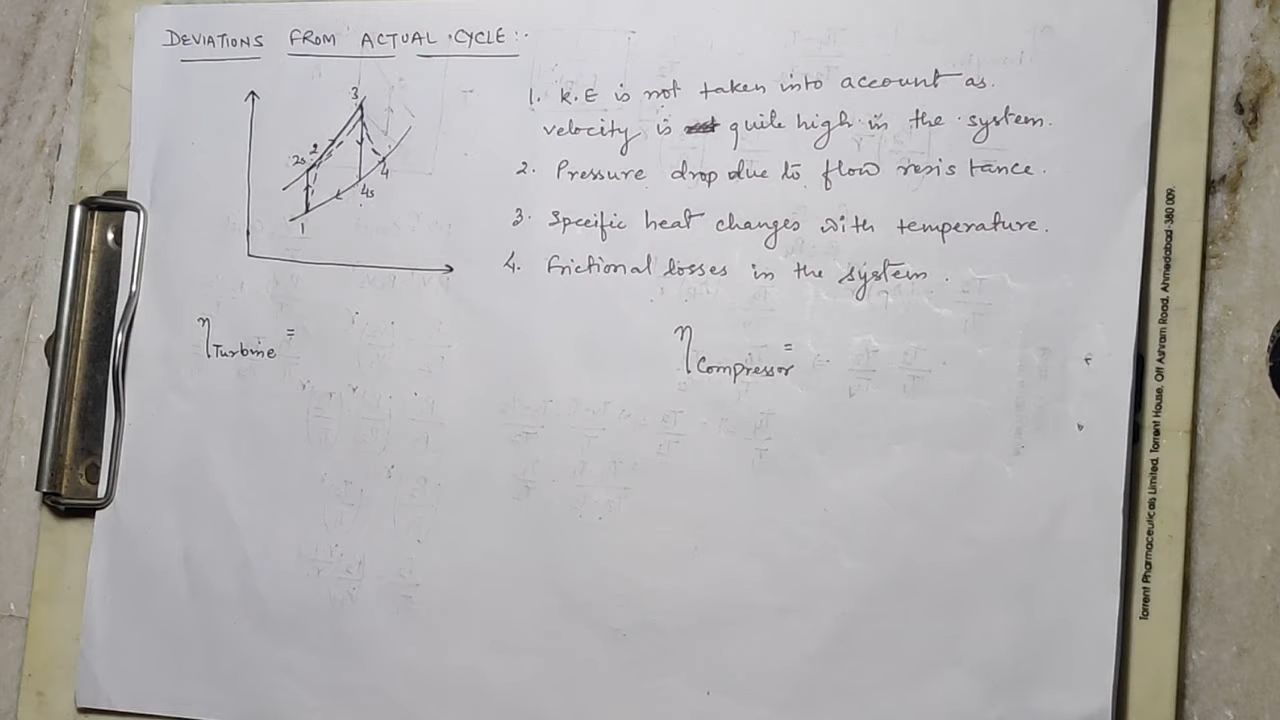 DEVIATIONS FROM ACTUAL CYCLE :-
3
2s 2
4
4s
1
1. K.E is not taken into account as
velocity is quite high in the system.
2. Pressure drop due to flow resistance.
3. Specific heat changes with temperature.
4. Frictional losses in the system.
η Turbine =
η Compressor =
Torrent Pharmaceuticals Limited, Torrent House, Off Ashram Road, Ahmedabad-380 009.